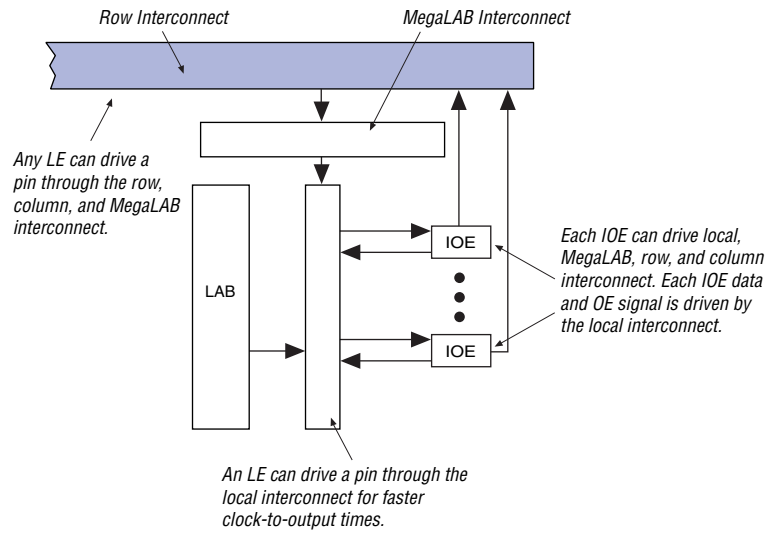 Row Interconnect
MegaLAB Interconnect
Any LE can drive a
pin through the row,
column, and MegaLAB
interconnect.
LAB
IOE
IOE
Each IOE can drive local,
MegaLAB, row, and column
interconnect. Each IOE data
and OE signal is driven by
the local interconnect.
An LE can drive a pin through the
local interconnect for faster
clock-to-output times.